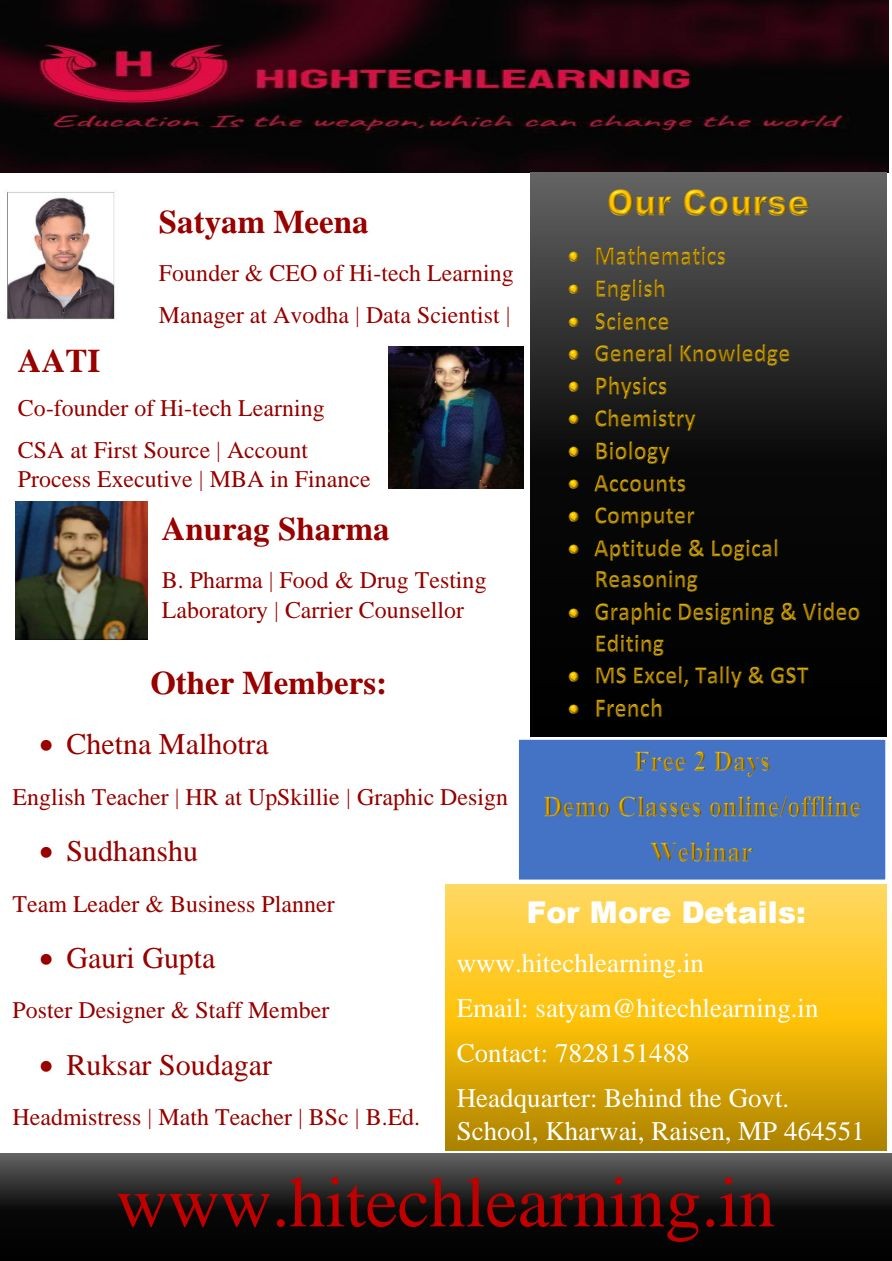 H
HIGHTECHLEARNING
Education Is the weapon,which can change the world
Satyam Meena
Founder & CEO of Hi-tech Learning
Manager at Avodha | Data Scientist |
AATI
Co-founder of Hi-tech Learning
CSA at First Source | Account
Process Executive | MBA in Finance
Anurag Sharma
B. Pharma | Food & Drug Testing
Laboratory | Carrier Counsellor
Other Members:
• Chetna Malhotra
English Teacher | HR at UpSkillie | Graphic Design
• Sudhanshu
Team Leader & Business Planner
• Gauri Gupta
Poster Designer & Staff Member
• Ruksar Soudagar
Headmistress | Math Teacher | BSc | B.Ed.
Our Course
• Mathematics
• English
• Science
• General Knowledge
• Physics
• Chemistry
• Biology
• Accounts
• Computer
• Aptitude & Logical
Reasoning
• Graphic Designing & Video
Editing
• MS Excel, Tally & GST
• French
Free 2 Days
Demo Classes online/offline
Webinar
For More Details:
www.hitechlearning.in
Email: satyam@hitechlearning.in
Contact: 7828151488
Headquarter: Behind the Govt.
School, Kharwai, Raisen, MP 464551
www.hitechlearning.in